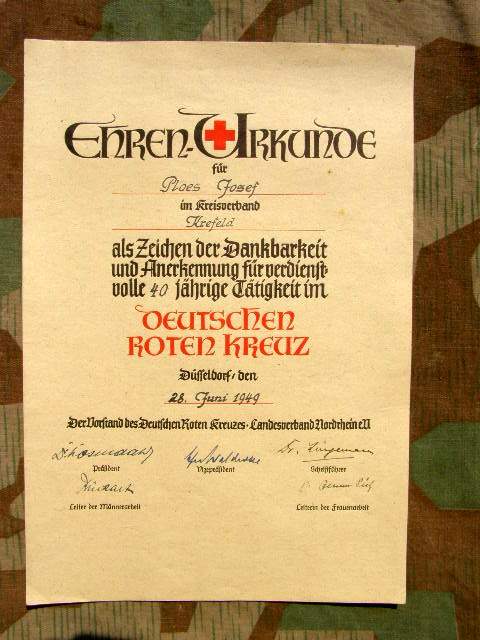 Ehren-Urkunde
für
Ploes Josef
im Kreisverband
Krefeld
als Zeichen der Dankbarkeit
und Anerkennung für verdienst-
volle 40 jährige Tätigkeit im
Deutschen
Roten Kreuz
Düsseldorf, den
28. Juni 1949
Der Vorstand des Deutschen Roten Kreuzes · Landesverband Nordrhein e.V.
Präsident Vizepräsident Schriftführer
Leiter der Männerarbeit Leiterin der Frauenarbeit